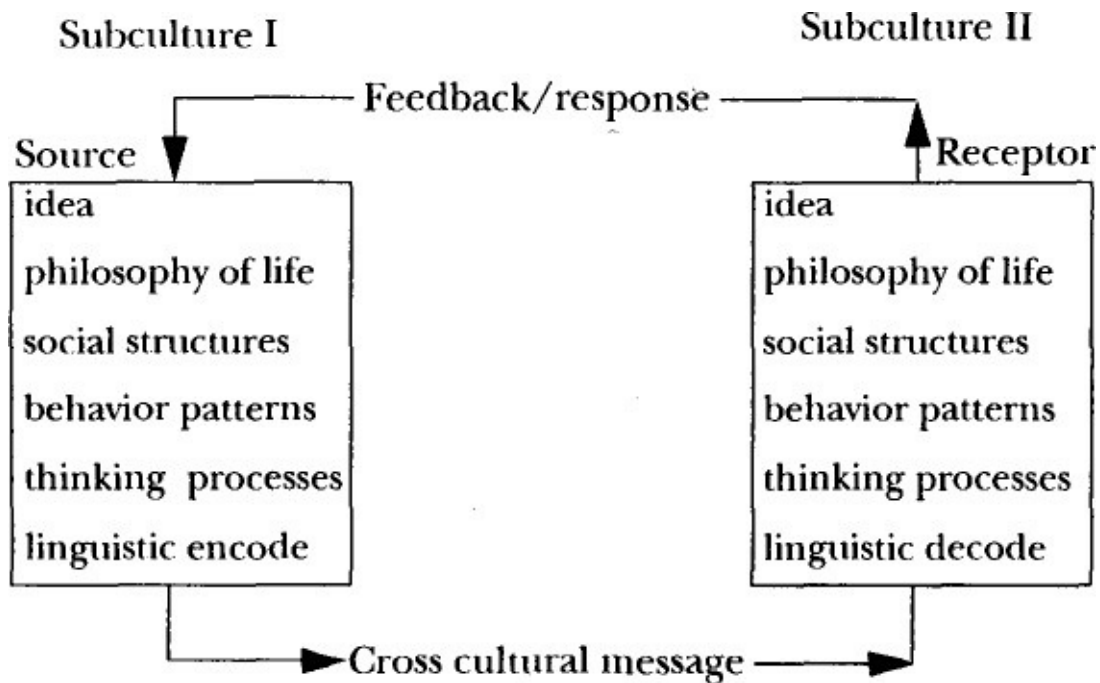 Subculture I
Subculture II
Feedback/response
Source
Receptor
idea
philosophy of life
social structures
behavior patterns
thinking processes
linguistic encode
idea
philosophy of life
social structures
behavior patterns
thinking processes
linguistic decode
Cross cultural message